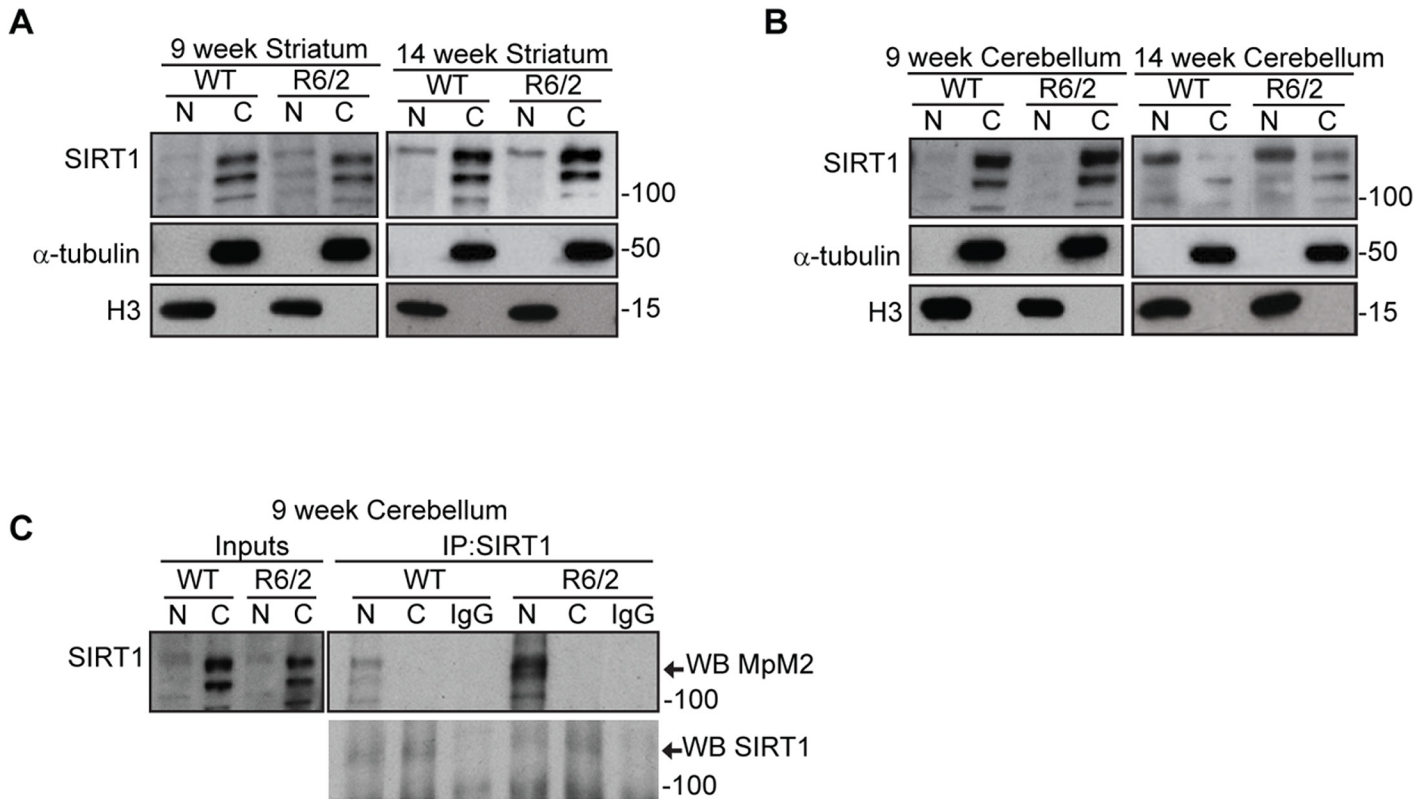 A
9 week Striatum
14 week Striatum
WT R6/2
WT R6/2
N C N C
N C N C
SIRT1
-100
α-tubulin
-50
H3
-15
B
9 week Cerebellum
14 week Cerebellum
WT R6/2
WT R6/2
N C N C
N C N C
SIRT1
-100
α-tubulin
-50
H3
-15
C
9 week Cerebellum
Inputs
IP:SIRT1
WT R6/2
WT R6/2
N C N C
N C IgG N C IgG
SIRT1
WB MpM2
-100
WB SIRT1
-100